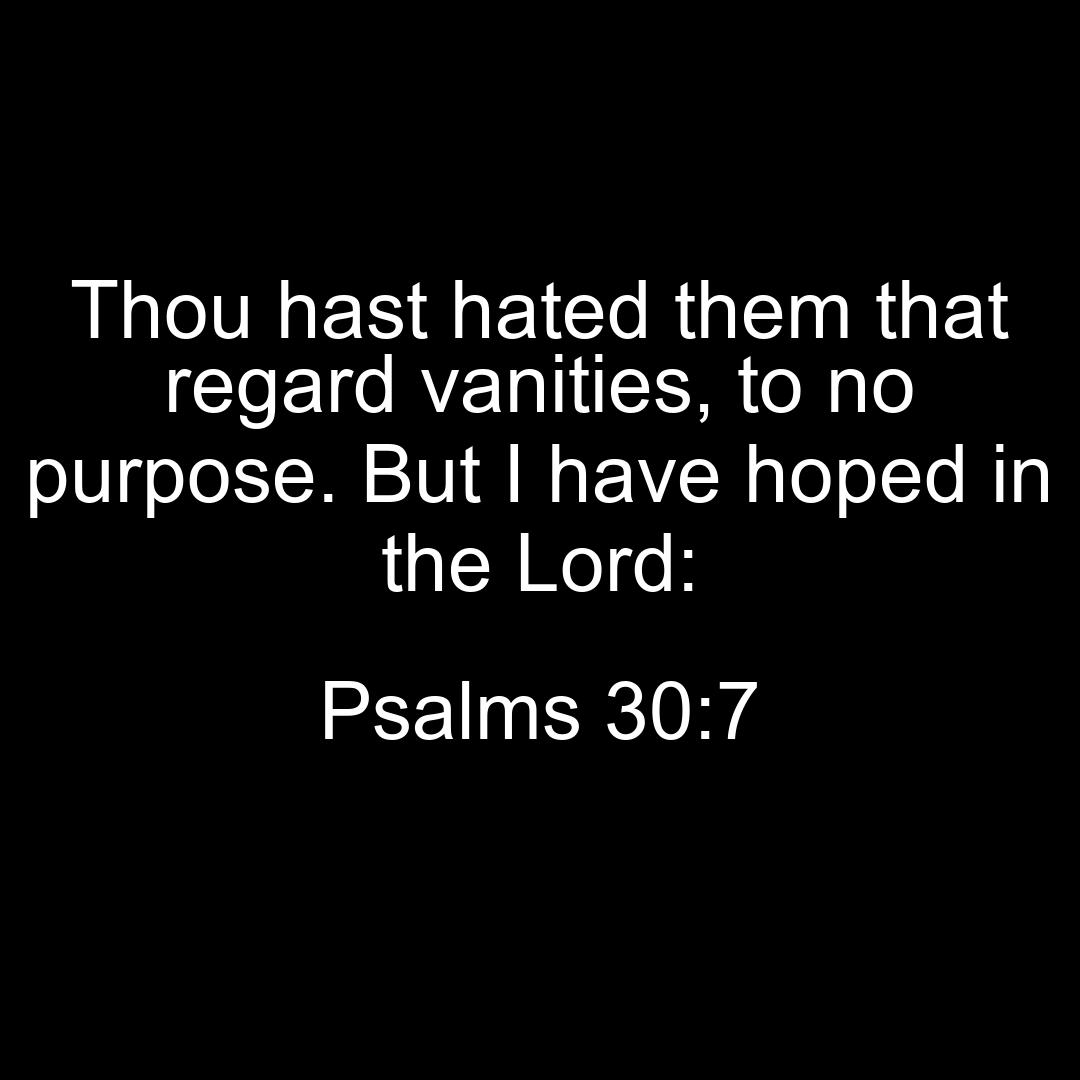 Thou hast hated them that
regard vanities, to no
purpose. But I have hoped in
the Lord:
Psalms 30:7